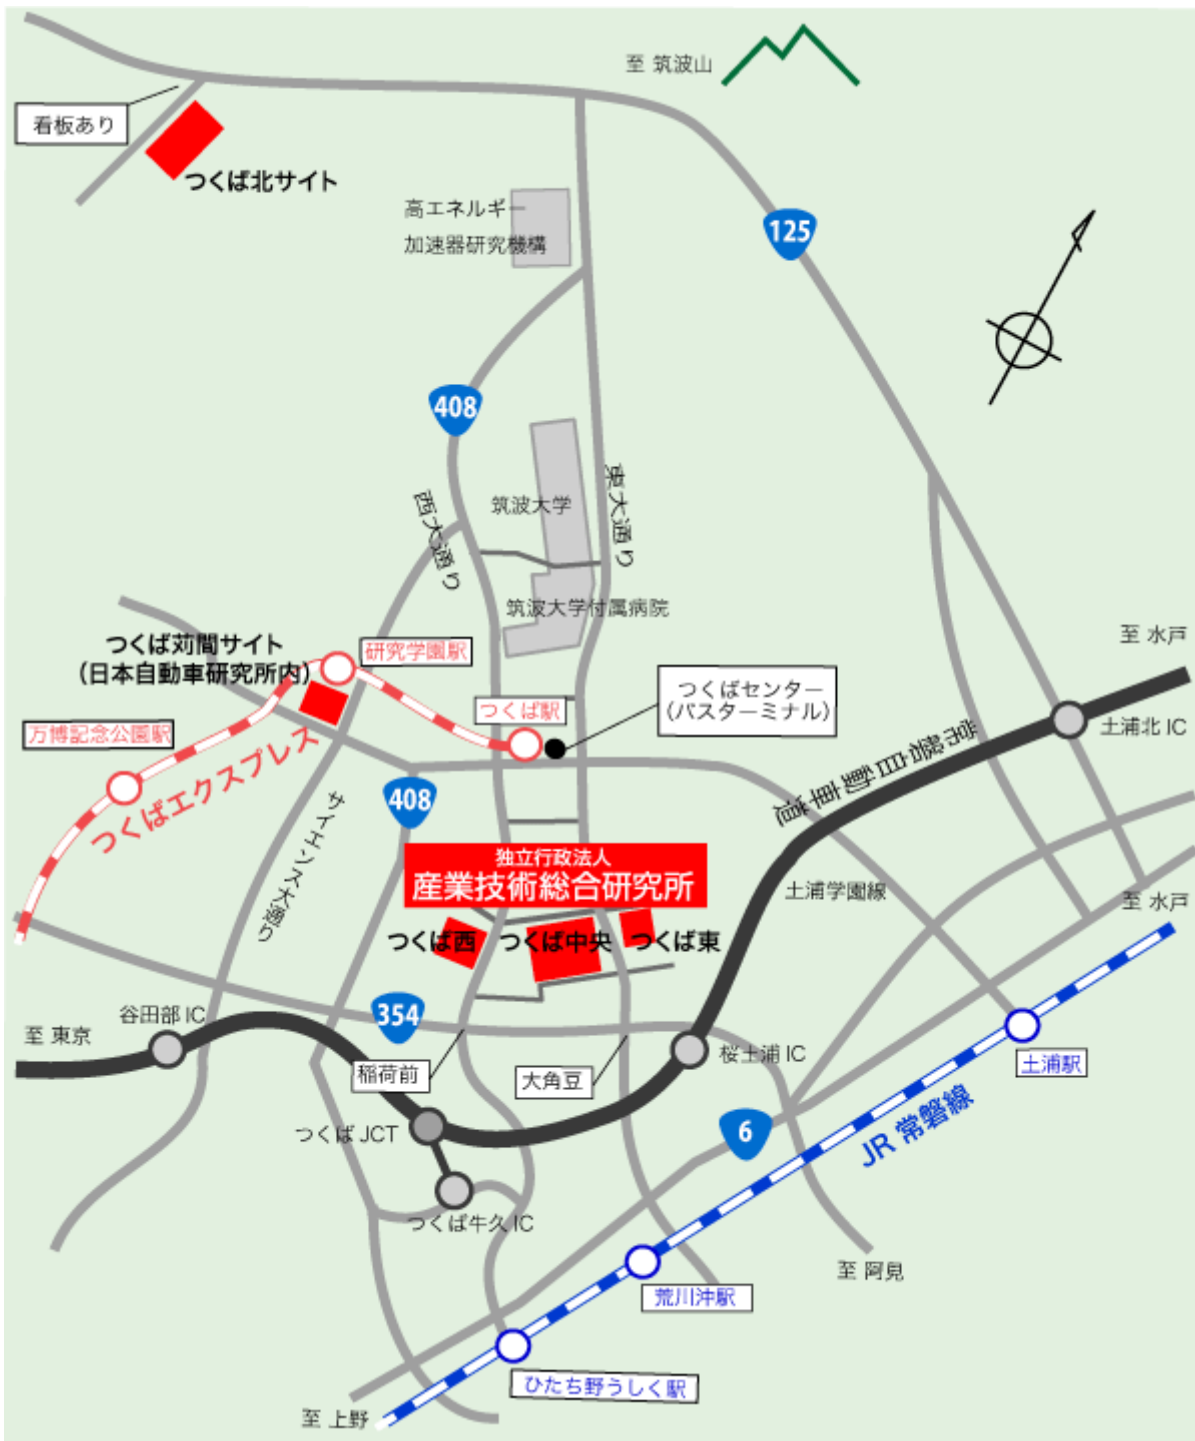 至 筑波山
看板あり
つくば北サイト
高エネルギー
加速器研究機構
125
408
西大通り
東大通り
筑波大学
筑波大学付属病院
至 水戸
つくば苅間サイト
(日本自動車研究所内)
研究学園駅
つくばセンター
(バスターミナル)
つくば駅
万博記念公園駅
土浦北 IC
つくばエクスプレス
常磐自動車道
408
サイエンス大通り
独立行政法人
産業技術総合研究所
土浦学園線
至 水戸
つくば西
つくば中央
つくば東
谷田部 IC
354
至 東京
桜土浦 IC
稲荷前
大角豆
土浦駅
つくば JCT
6
JR 常磐線
つくば牛久 IC
至 阿見
荒川沖駅
ひたち野うしく駅
至 上野